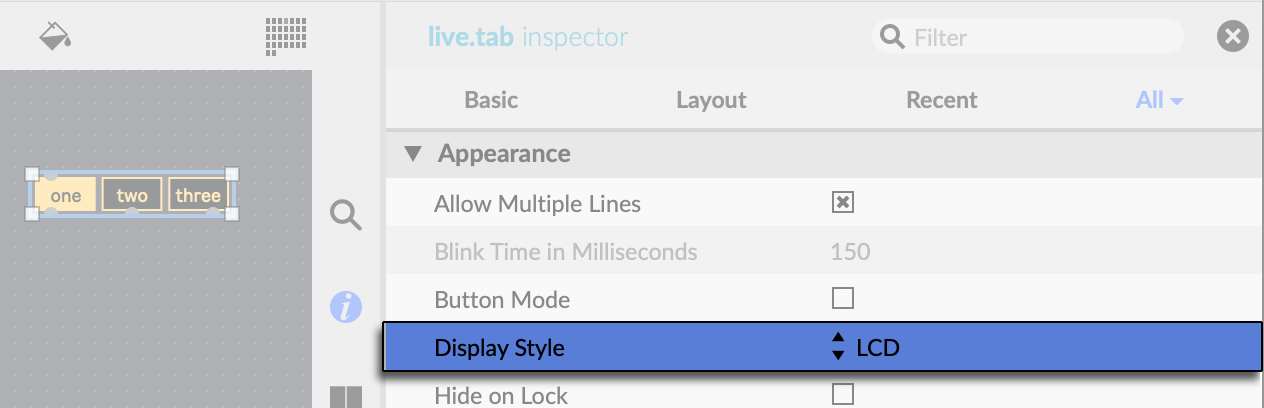 live.tab inspector
Filter
Basic Layout Recent All
Appearance
one two three
Allow Multiple Lines
Blink Time in Milliseconds 150
Button Mode
Display Style LCD
Hide on Lock